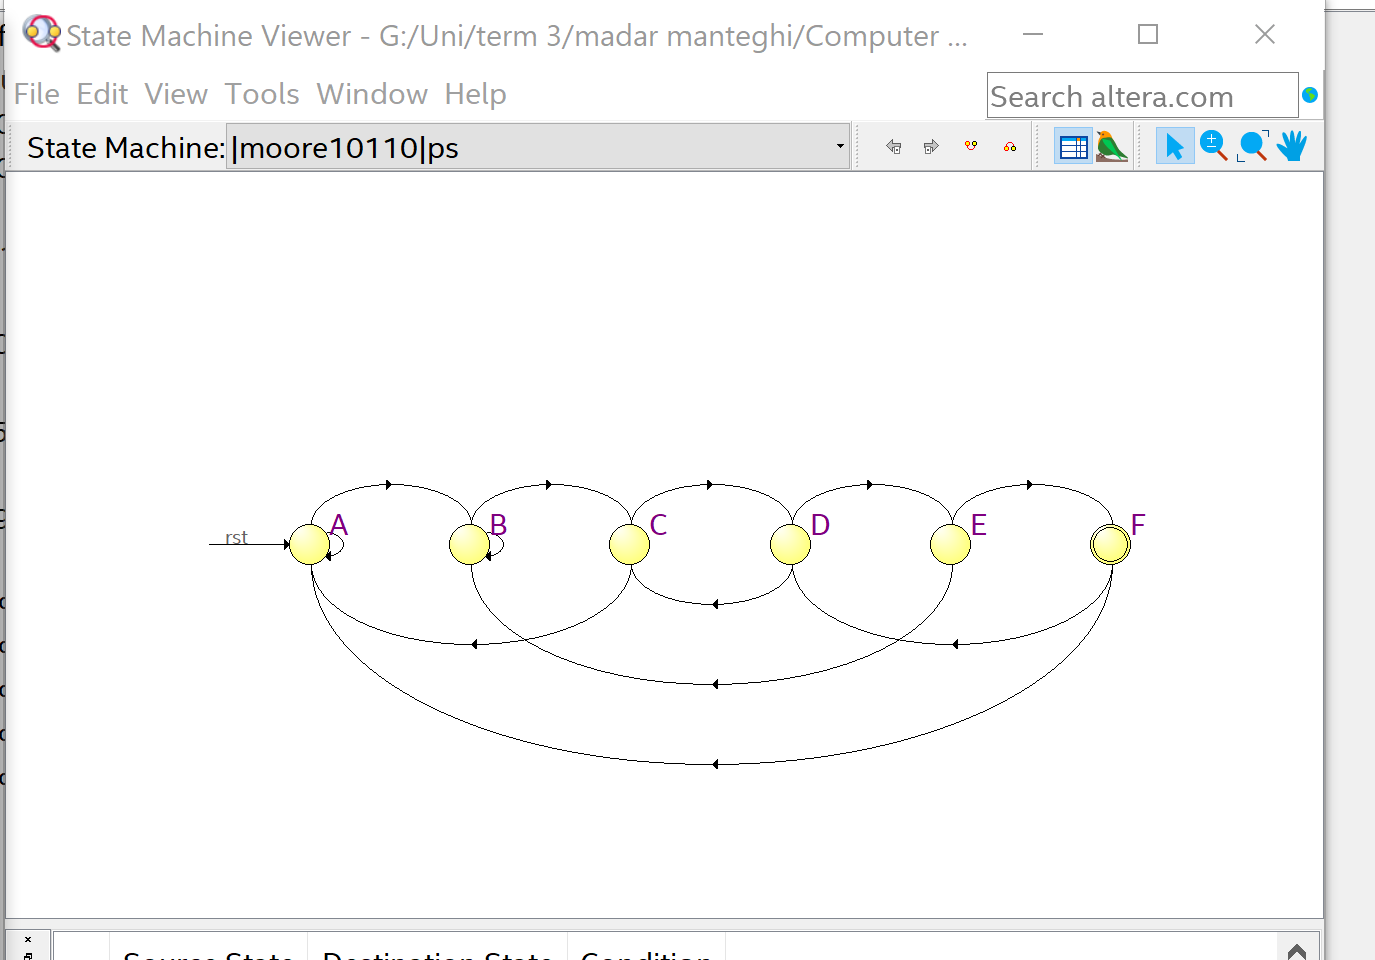 State Machine Viewer - G:/Uni/term 3/madar manteghi/Computer ...
File Edit View Tools Window Help
Search altera.com
State Machine: |moore10110|ps
rst
A B C D E F
Source State Destination State Condition